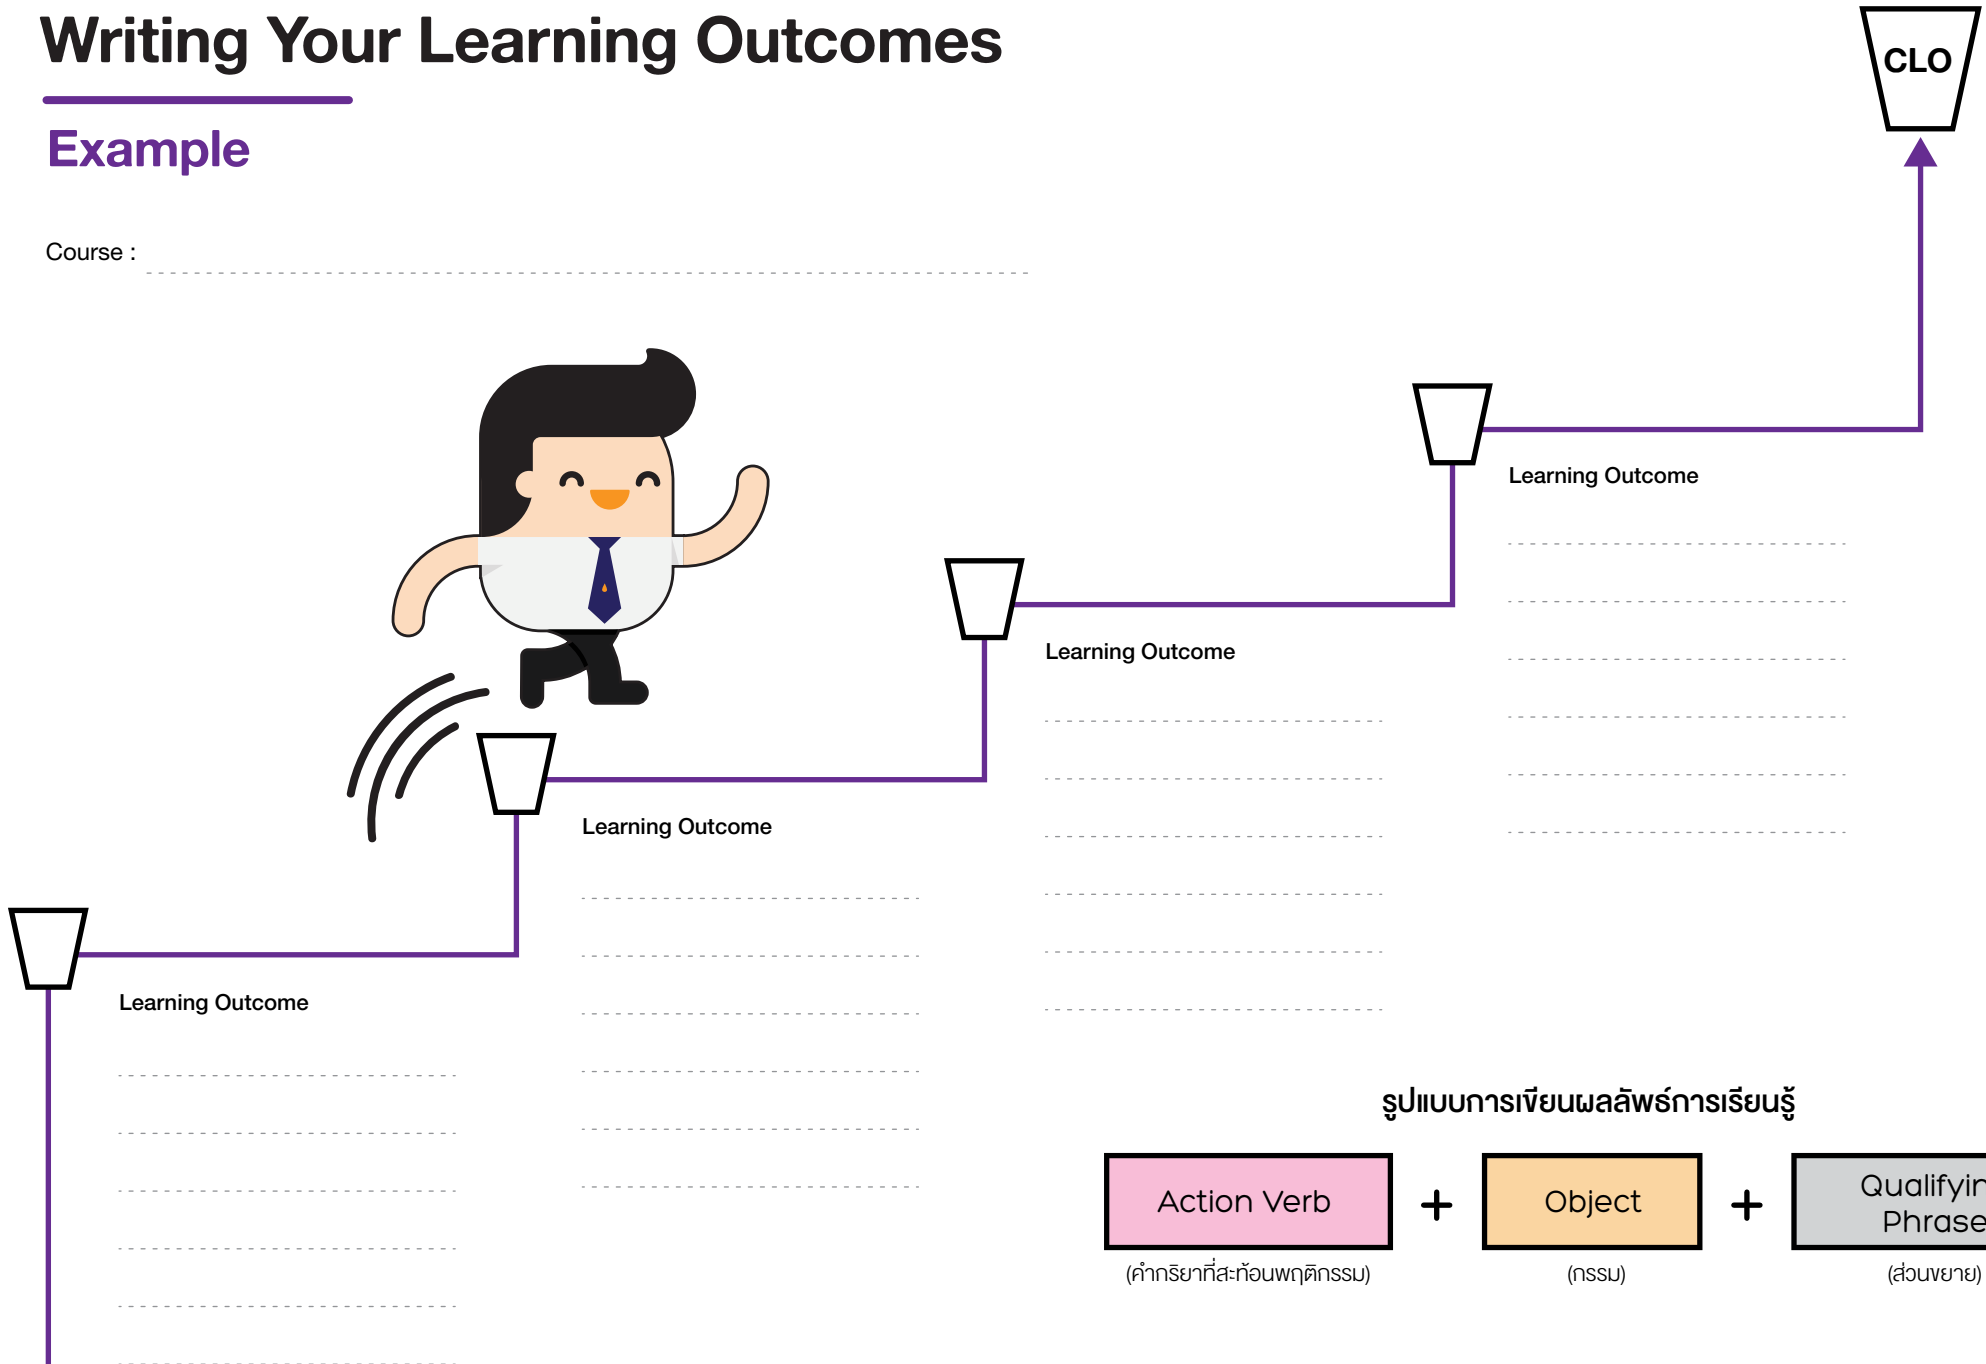 Writing Your Learning Outcomes
CLO
Example
Course :
Learning Outcome
Learning Outcome
Learning Outcome
Learning Outcome
รูปแบบการเขียนผลลัพธ์การเรียนรู้
Action Verb + Object + Qualifyin
Phrase
(คำกริยาที่สะท้อนพฤติกรรม) (กรรม) (ส่วนขยาย)